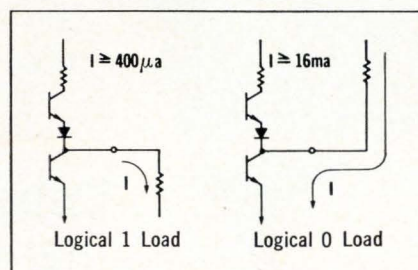 I ≧ 400μa
I ≧ 16ma
I
I
Logical 1 Load
Logical 0 Load